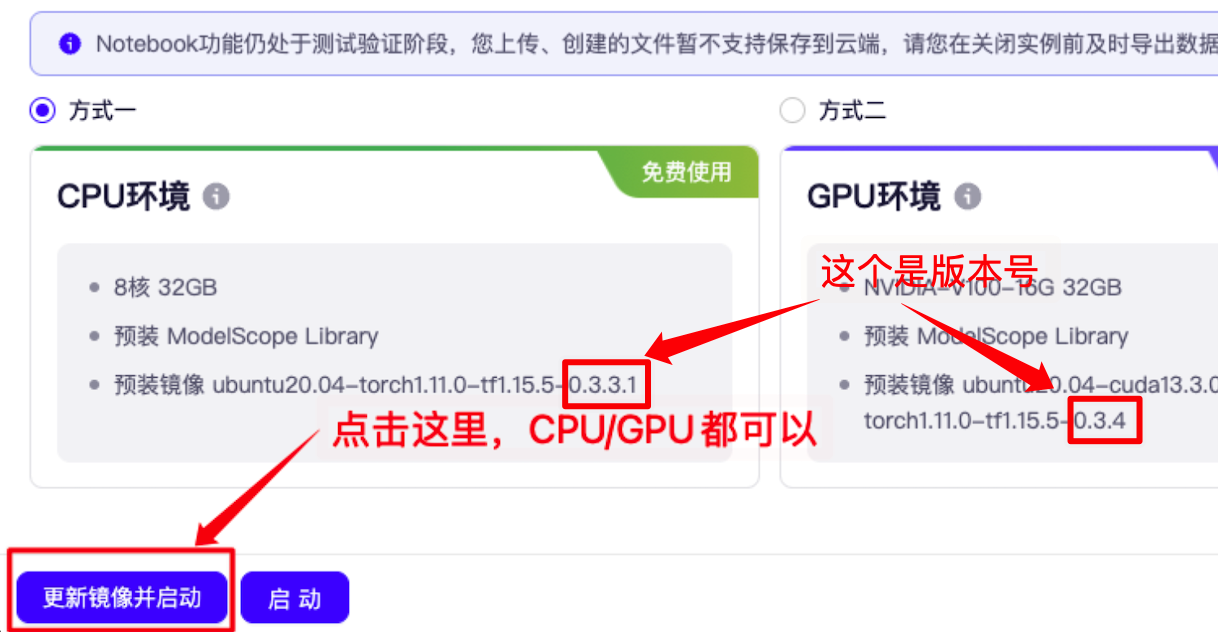 Notebook功能仍处于测试验证阶段，您上传、创建的文件暂不支持保存到云端，请您在关闭实例前及时导出数据
方式一
方式二
免费使用
CPU环境
GPU环境
这个是版本号
8核 32GB
NVIDIA-V100-16G 32GB
预装 ModelScope Library
预装 ModelScope Library
预装镜像 ubuntu20.04-torch1.11.0-tf1.15.5-0.3.3.1
预装镜像 ubuntu20.04-cuda13.3.0
torch1.11.0-tf1.15.5-0.3.4
点击这里，CPU/GPU都可以
更新镜像并启动
启 动